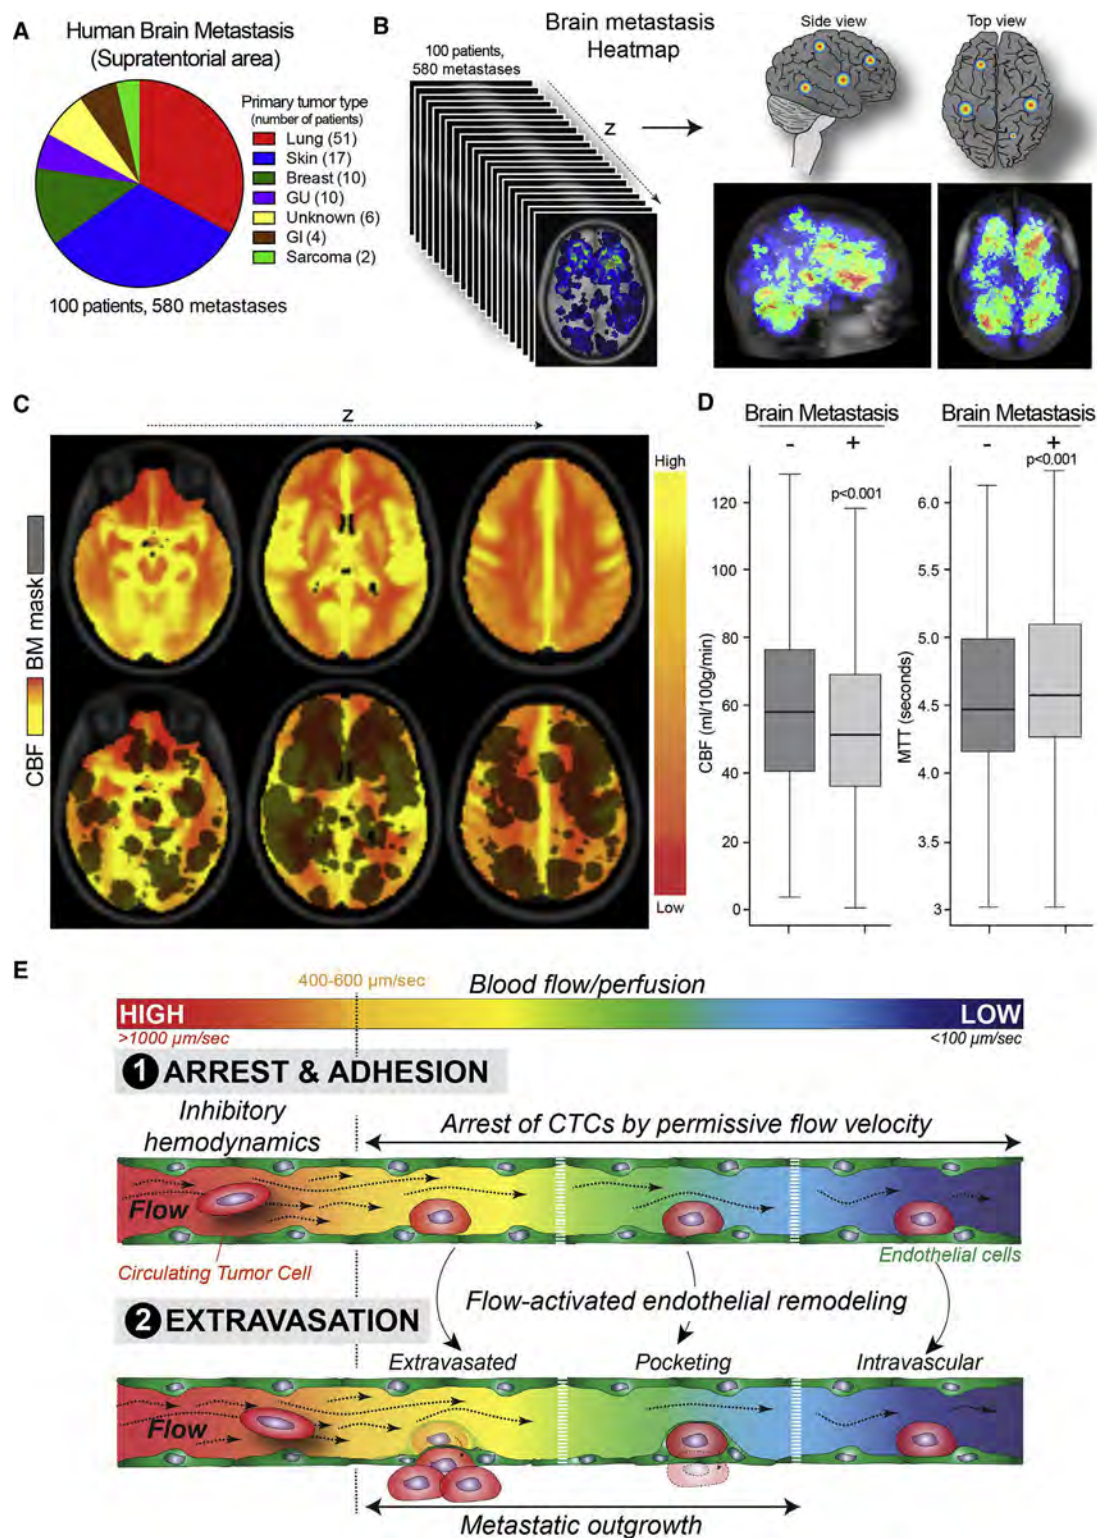 A
Human Brain Metastasis
(Supratentorial area)
Primary tumor type
(number of patients)
Lung (51)
Skin (17)
Breast (10)
GU (10)
Unknown (6)
GI (4)
Sarcoma (2)
100 patients, 580 metastases
B
100 patients,
580 metastases
z
Brain metastasis
Heatmap
Side view
Top view
C
z
CBF
BM mask
High
Low
D
Brain Metastasis
- +
p<0.001
CBF (ml/100g/min)
120
100
80
60
40
20
0
Brain Metastasis
- +
p<0.001
MTT (seconds)
6.0
5.5
5.0
4.5
4.0
3.5
3
E
400-600 µm/sec
Blood flow/perfusion
HIGH
LOW
>1000 µm/sec
<100 µm/sec
1 ARREST & ADHESION
Inhibitory
hemodynamics
Arrest of CTCs by permissive flow velocity
Flow
Circulating Tumor Cell
Endothelial cells
Flow-activated endothelial remodeling
2 EXTRAVASATION
Extravasated
Pocketing
Intravascular
Flow
Metastatic outgrowth